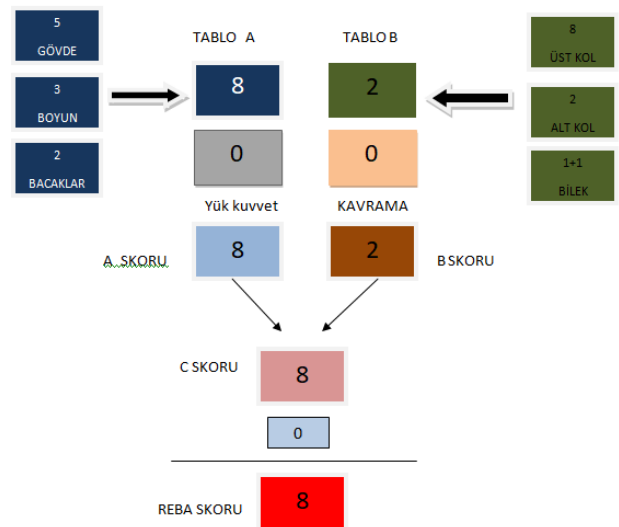 5
GÖVDE
3
BOYUN
2
BACAKLAR
TABLO A
8
0
Yük kuvvet
A SKORU
8
TABLO B
2
0
KAVRAMA
2
B SKORU
8
ÜST KOL
2
ALT KOL
1+1
BİLEK
C SKORU
8
0
REBA SKORU
8